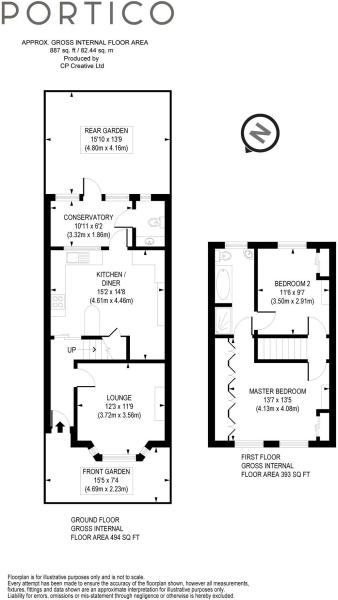 PORTICO
APPROX. GROSS INTERNAL FLOOR AREA
887 sq. ft / 82.44 sq. m
Produced by
CP Creative Ltd
REAR GARDEN
15'10 x 13'9
(4.80m x 4.16m)
N
CONSERVATORY
10'11 x 6'2
(3.32m x 1.86m)
KITCHEN /
DINER
15'2 x 14'8
(4.61m x 4.46m)
UP
LOUNGE
12'3 x 11'9
(3.72m x 3.56m)
FRONT GARDEN
15'5 x 7'4
(4.69m x 2.23m)
GROUND FLOOR
GROSS INTERNAL
FLOOR AREA 494 SQ FT
BEDROOM 2
11'6 x 9'7
(3.50m x 2.91m)
MASTER BEDROOM
13'7 x 13'5
(4.13m x 4.08m)
FIRST FLOOR
GROSS INTERNAL
FLOOR AREA 393 SQ FT
Floorplan is for illustrative purposes only and is not to scale.
Every attempt has been made to ensure the accuracy of the floorplan shown, however all measurements,
fixtures, fittings and data shown are an approximate interpretation for illustrative purposes only.
Liability for errors, omissions or mis-statement through negligence or otherwise is hereby excluded.